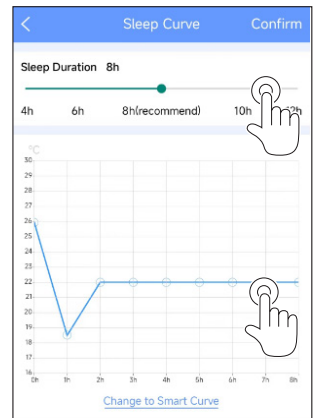 < Sleep Curve Confirm
Sleep Duration 8h
4h 6h 8h(recommend) 10h 12h
°C
30
29
28
27
26
25
24
23
22
21
20
19
18
17
16
0h 1h 2h 3h 4h 5h 6h 7h 8h
Change to Smart Curve